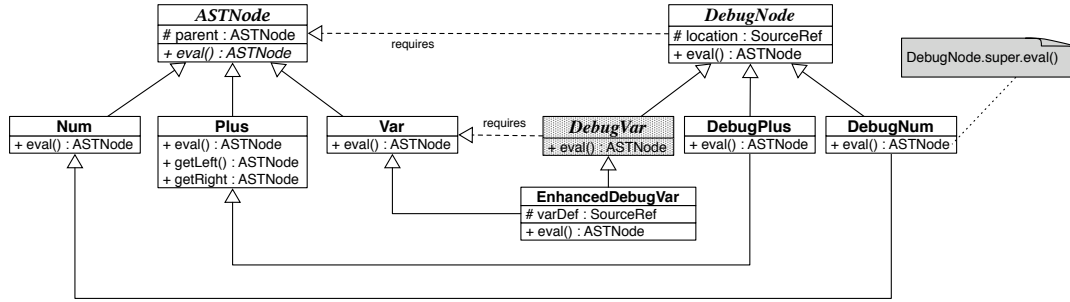 ASTNode
# parent : ASTNode
+ eval() : ASTNode
requires
DebugNode
# location : SourceRef
+ eval() : ASTNode
DebugNode.super.eval()
Num
+ eval() : ASTNode
Plus
+ eval() : ASTNode
+ getLeft() : ASTNode
+ getRight() : ASTNode
Var
+ eval() : ASTNode
requires
DebugVar
+ eval() : ASTNode
DebugPlus
+ eval() : ASTNode
DebugNum
+ eval() : ASTNode
EnhancedDebugVar
# varDef : SourceRef
+ eval() : ASTNode